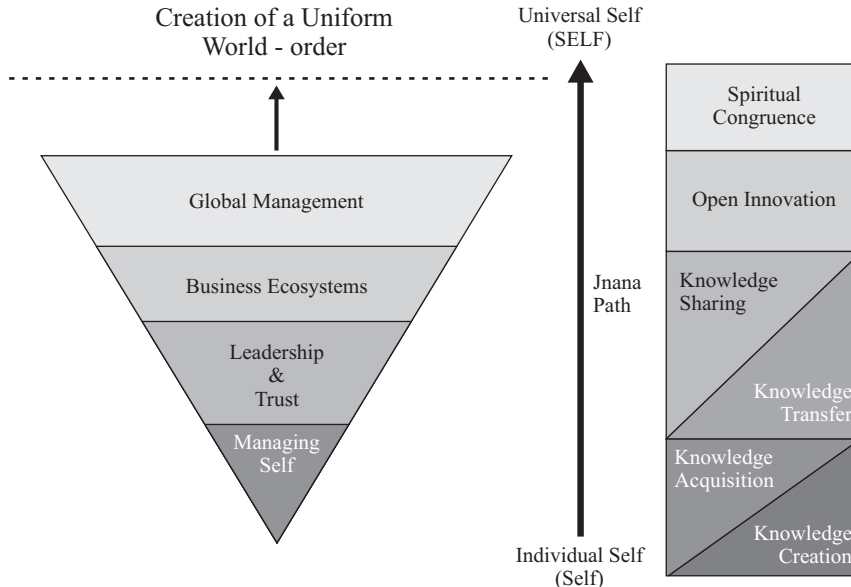 Creation of a Uniform
World - order
Global Management
Business Ecosystems
Leadership
&
Trust
Managing
Self
Universal Self
(SELF)
Jnana
Path
Individual Self
(Self)
Spiritual
Congruence
Open Innovation
Knowledge
Sharing
Knowledge
Transfer
Knowledge
Acquisition
Knowledge
Creation